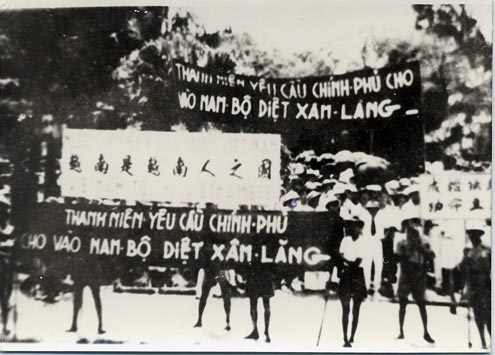 THANH NIÊN YÊU CẦU CHÍNH-PHỦ CHO
VÀO NAM-BỘ DIỆT XÂM-LĂNG
越南是越南人之國
THANH NIÊN YÊU CẦU CHÍNH-PHỦ
CHO VÀO NAM-BỘ DIỆT XÂM-LĂNG